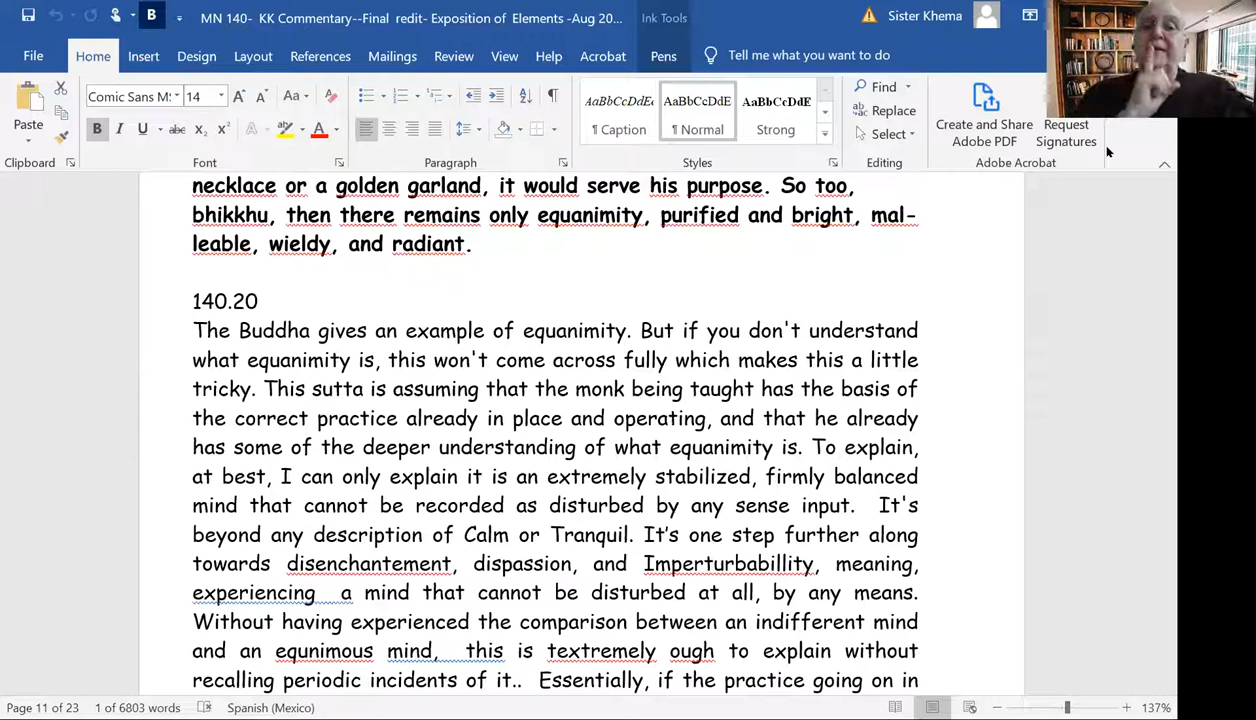 MN 140- KK Commentary--Final redit- Exposition of Elements -Aug 20...
Ink Tools
Sister Khema
File Home Insert Design Layout References Mailings Review View Help Acrobat Pens Tell me what you want to do
Paste
Comic Sans M! 14
Aa
B I U abc X₂ X²
AaBbCcDdEe AaBbCcDdE AaBbCcDdE
¶ Caption ¶ Normal Strong
Find
Replace
Select
Create and Share Adobe PDF
Request Signatures
Clipboard Font Paragraph Styles Editing Adobe Acrobat
necklace or a golden garland, it would serve his purpose. So too,
bhikkhu, then there remains only equanimity, purified and bright, mal-
leable, wieldy, and radiant.
140.20
The Buddha gives an example of equanimity. But if you don't understand
what equanimity is, this won't come across fully which makes this a little
tricky. This sutta is assuming that the monk being taught has the basis of
the correct practice already in place and operating, and that he already
has some of the deeper understanding of what equanimity is. To explain,
at best, I can only explain it is an extremely stabilized, firmly balanced
mind that cannot be recorded as disturbed by any sense input. It's
beyond any description of Calm or Tranquil. It's one step further along
towards disenchantement, dispassion, and Imperturbabillity, meaning,
experiencing a mind that cannot be disturbed at all, by any means.
Without having experienced the comparison between an indifferent mind
and an equnimous mind, this is textremely ough to explain without
recalling periodic incidents of it.. Essentially, if the practice going on in
Page 11 of 23 1 of 6803 words Spanish (Mexico) 137%